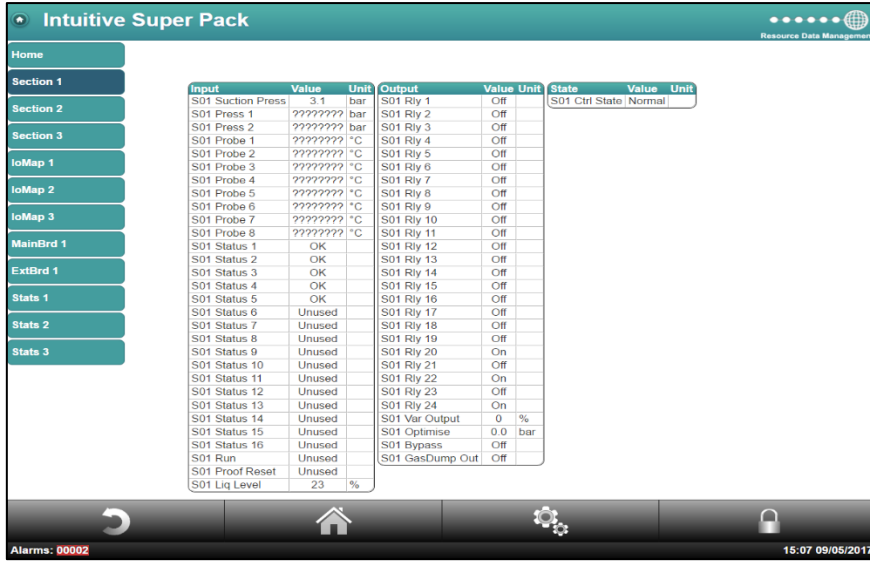 Intuitive Super Pack
Resource Data Management
Home
Section 1
Section 2
Section 3
IoMap 1
IoMap 2
IoMap 3
MainBrd 1
ExtBrd 1
Stats 1
Stats 2
Stats 3
Input Value Unit
S01 Suction Press 3.1 bar
S01 Press 1 ???????? bar
S01 Press 2 ???????? bar
S01 Probe 1 ???????? °C
S01 Probe 2 ???????? °C
S01 Probe 3 ???????? °C
S01 Probe 4 ???????? °C
S01 Probe 5 ???????? °C
S01 Probe 6 ???????? °C
S01 Probe 7 ???????? °C
S01 Probe 8 ???????? °C
S01 Status 1 OK
S01 Status 2 OK
S01 Status 3 OK
S01 Status 4 OK
S01 Status 5 OK
S01 Status 6 Unused
S01 Status 7 Unused
S01 Status 8 Unused
S01 Status 9 Unused
S01 Status 10 Unused
S01 Status 11 Unused
S01 Status 12 Unused
S01 Status 13 Unused
S01 Status 14 Unused
S01 Status 15 Unused
S01 Status 16 Unused
S01 Run Unused
S01 Proof Reset Unused
S01 Liq Level 23 %
Output Value Unit
S01 Rly 1 Off
S01 Rly 2 Off
S01 Rly 3 Off
S01 Rly 4 Off
S01 Rly 5 Off
S01 Rly 6 Off
S01 Rly 7 Off
S01 Rly 8 Off
S01 Rly 9 Off
S01 Rly 10 Off
S01 Rly 11 Off
S01 Rly 12 Off
S01 Rly 13 Off
S01 Rly 14 Off
S01 Rly 15 Off
S01 Rly 16 Off
S01 Rly 17 Off
S01 Rly 18 Off
S01 Rly 19 Off
S01 Rly 20 On
S01 Rly 21 Off
S01 Rly 22 On
S01 Rly 23 Off
S01 Rly 24 On
S01 Var Output 0 %
S01 Optimise 0.0 bar
S01 Bypass Off
S01 GasDump Out Off
State Value Unit
S01 Ctrl State Normal
Alarms: 00002
15:07 09/05/2017